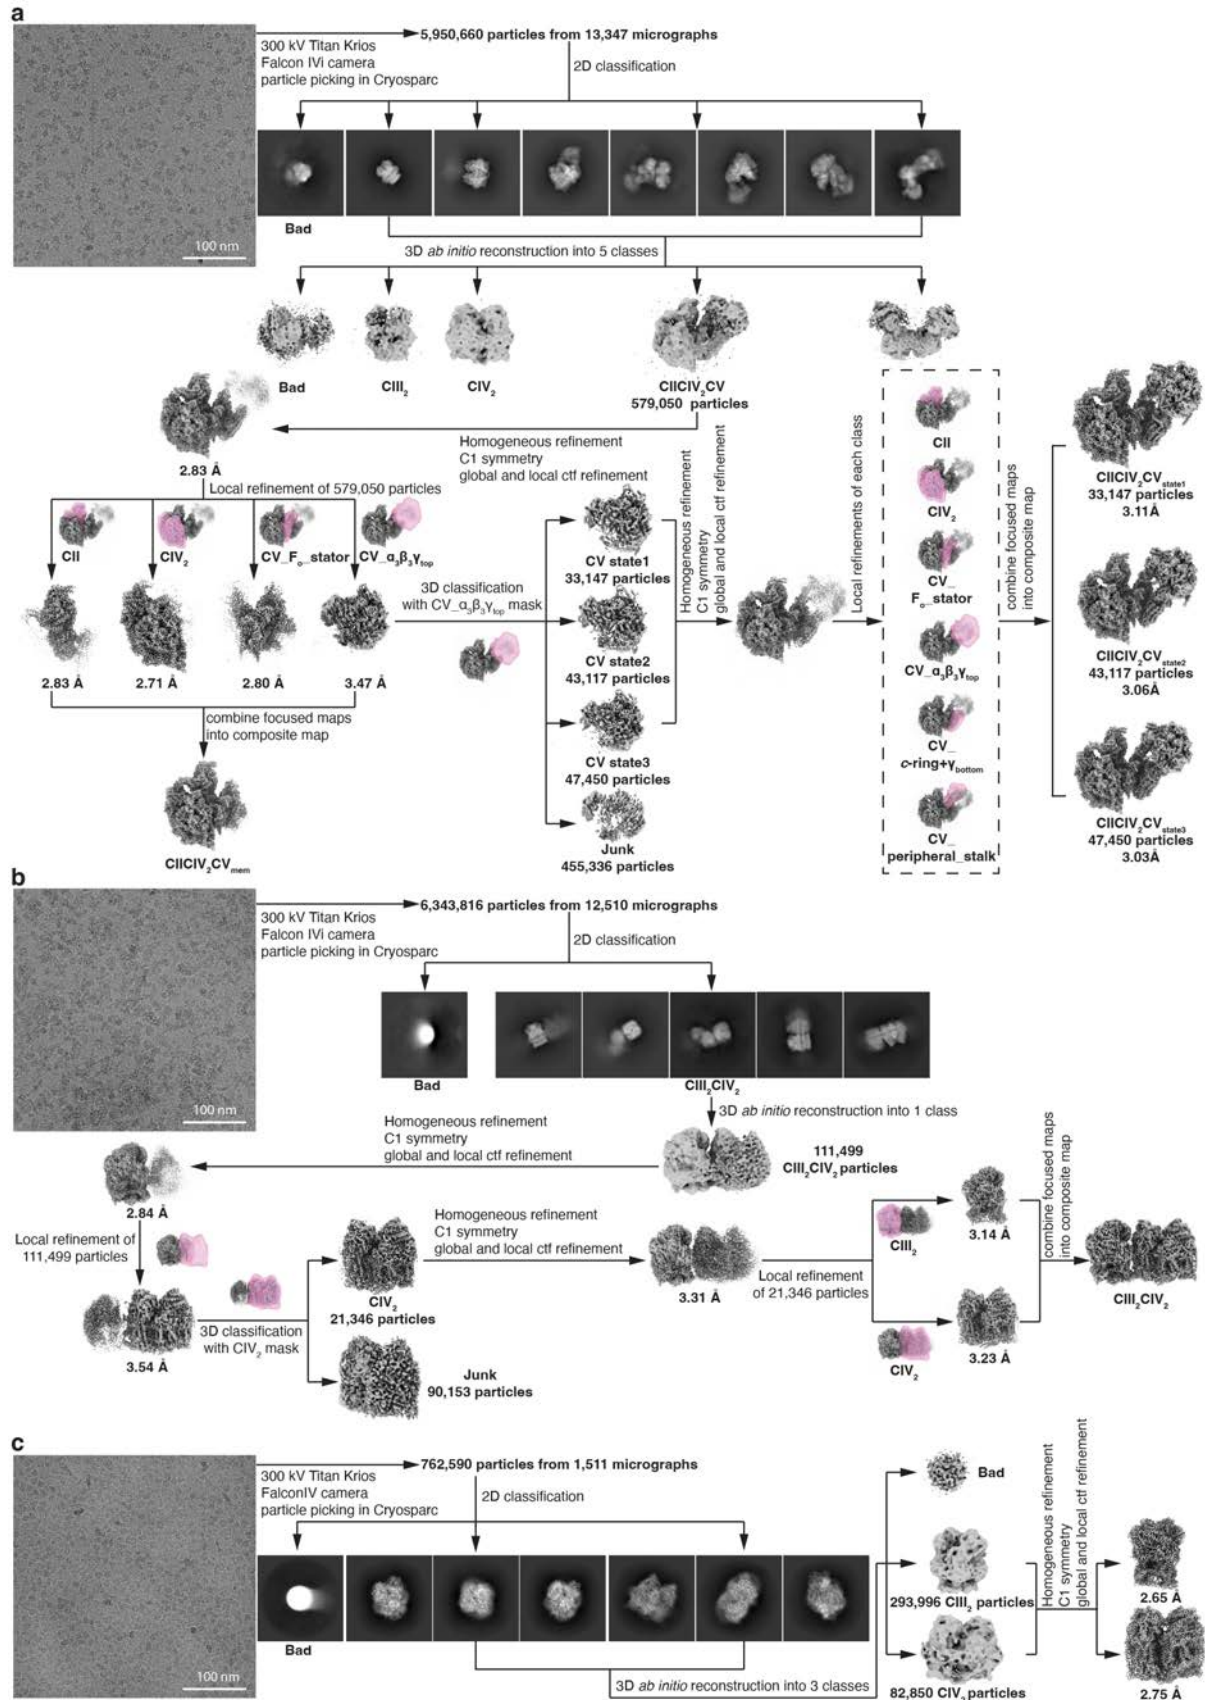 a
300 kV Titan Krios
Falcon IVi camera
particle picking in Cryosparc
5,950,660 particles from 13,347 micrographs
2D classification
100 nm
Bad
3D ab initio reconstruction into 5 classes
Bad
CIII2
CIV2
CIICIV2CV
579,050 particles
Homogeneous refinement
C1 symmetry
global and local ctf refinement
2.83 Å
Local refinement of 579,050 particles
CII
CIV2
CV_Fo_stator
CV_α3β3γtop
2.83 Å
2.71 Å
2.80 Å
3.47 Å
combine focused maps
into composite map
CIICIV2CVmem
3D classification
with CV_α3β3γtop mask
CV state1
33,147 particles
CV state2
43,117 particles
CV state3
47,450 particles
Junk
455,336 particles
Homogeneous refinement
C1 symmetry
global and local ctf refinement
Local refinements of each class
CII
CIV2
CV_
Fo_stator
CV_α3β3γtop
CV_
c-ring+γbottom
CV_
peripheral_stalk
combine focused maps
into composite map
CIICIV2CVstate1
33,147 particles
3.11Å
CIICIV2CVstate2
43,117 particles
3.06Å
CIICIV2CVstate3
47,450 particles
3.03Å
b
300 kV Titan Krios
Falcon IVi camera
particle picking in Cryosparc
6,343,816 particles from 12,510 micrographs
2D classification
100 nm
Bad
CIII2CIV2
3D ab initio reconstruction into 1 class
111,499
CIII2CIV2 particles
Homogeneous refinement
C1 symmetry
global and local ctf refinement
2.84 Å
Local refinement of
111,499 particles
3.54 Å
3D classification
with CIV2 mask
CIV2
21,346 particles
Junk
90,153 particles
Homogeneous refinement
C1 symmetry
global and local ctf refinement
3.31 Å
Local refinement
of 21,346 particles
CIII2
3.14 Å
CIV2
3.23 Å
combine focused maps
into composite map
CIII2CIV2
c
300 kV Titan Krios
FalconIV camera
particle picking in Cryosparc
762,590 particles from 1,511 micrographs
2D classification
100 nm
Bad
3D ab initio reconstruction into 3 classes
Bad
293,996 CIII2 particles
82,850 CIV2 particles
Homogeneous refinement
C1 symmetry
global and local ctf refinement
2.65 Å
2.75 Å